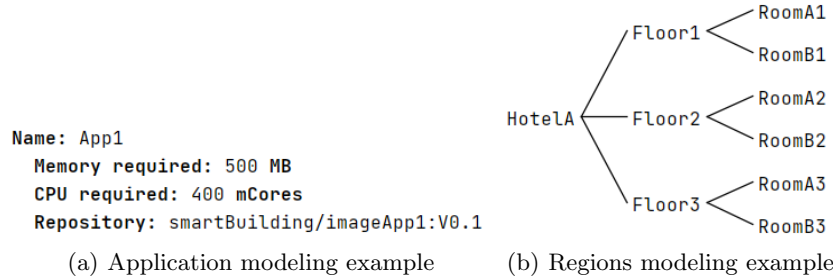 Name: App1
Memory required: 500 MB
CPU required: 400 mCores
Repository: smartBuilding/imageApp1:V0.1
(a) Application modeling example
HotelA
Floor1
RoomA1
RoomB1
Floor2
RoomA2
RoomB2
Floor3
RoomA3
RoomB3
(b) Regions modeling example